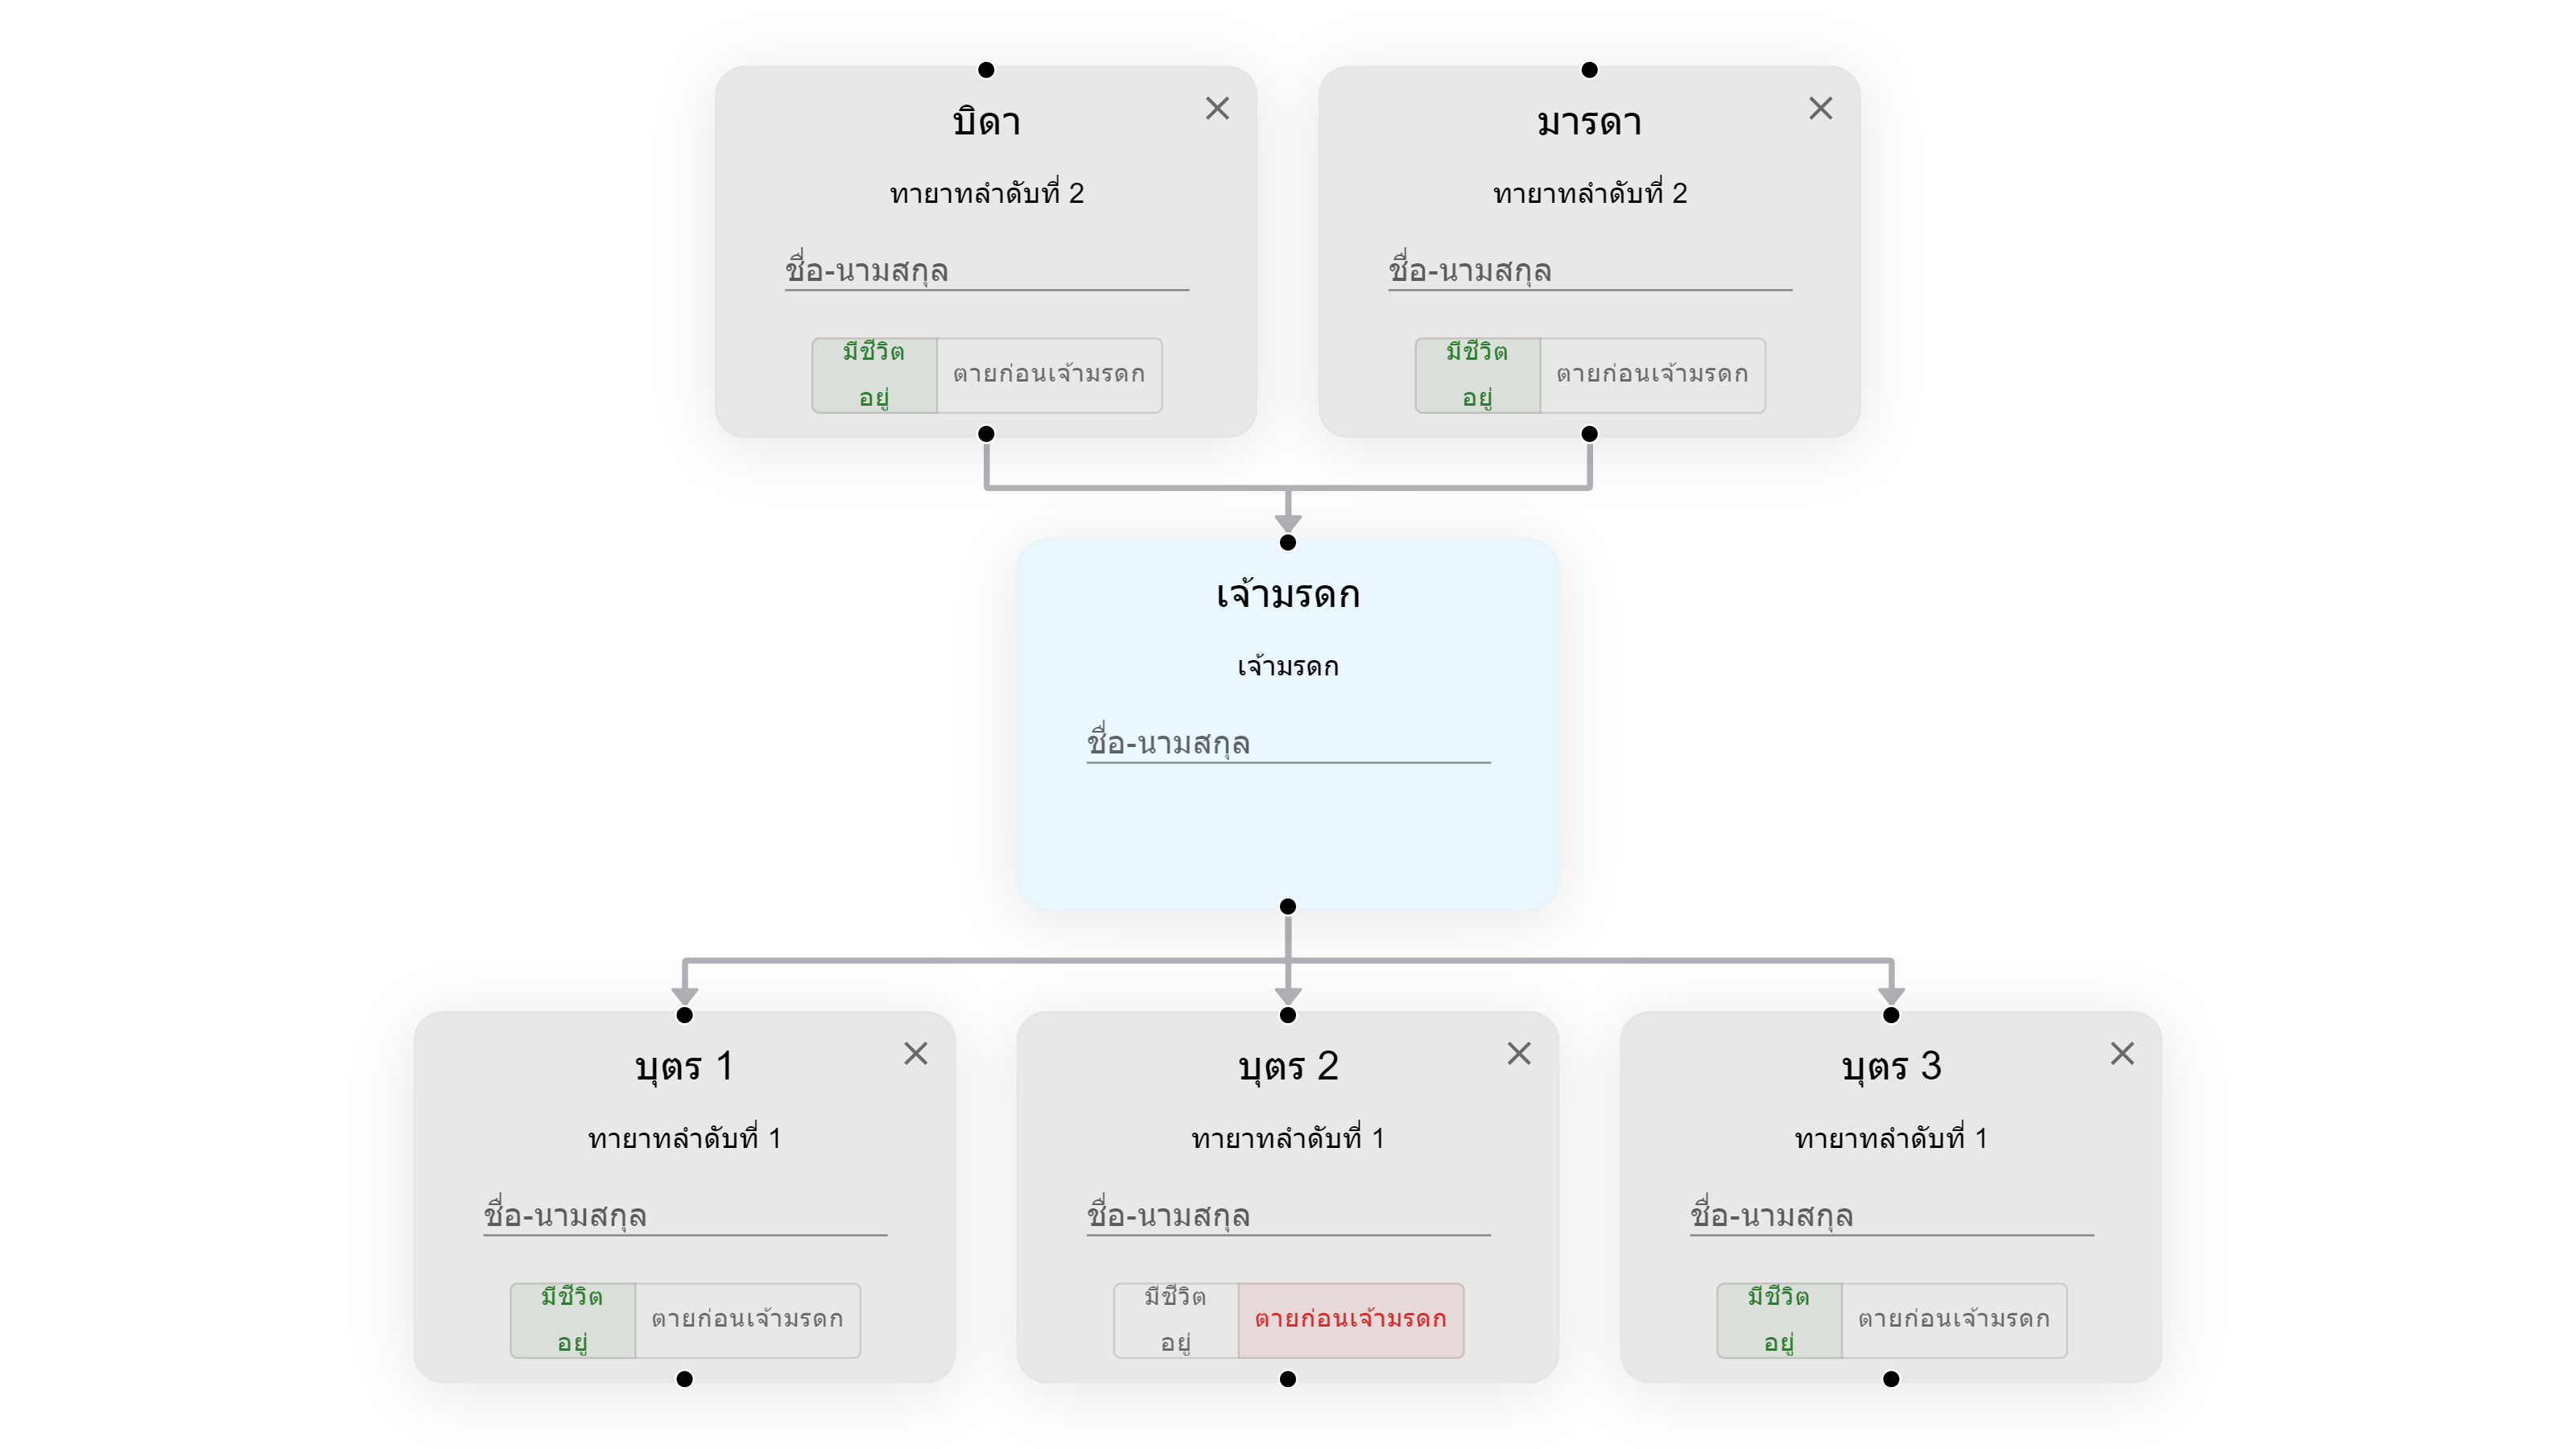 บิดา
ทายาทลำดับที่ 2
ชื่อ-นามสกุล
มีชีวิต
อยู่
ตายก่อนเจ้ามรดก
มารดา
ทายาทลำดับที่ 2
ชื่อ-นามสกุล
มีชีวิต
อยู่
ตายก่อนเจ้ามรดก
เจ้ามรดก
เจ้ามรดก
ชื่อ-นามสกุล
บุตร 1
ทายาทลำดับที่ 1
ชื่อ-นามสกุล
มีชีวิต
อยู่
ตายก่อนเจ้ามรดก
บุตร 2
ทายาทลำดับที่ 1
ชื่อ-นามสกุล
มีชีวิต
อยู่
ตายก่อนเจ้ามรดก
บุตร 3
ทายาทลำดับที่ 1
ชื่อ-นามสกุล
มีชีวิต
อยู่
ตายก่อนเจ้ามรดก